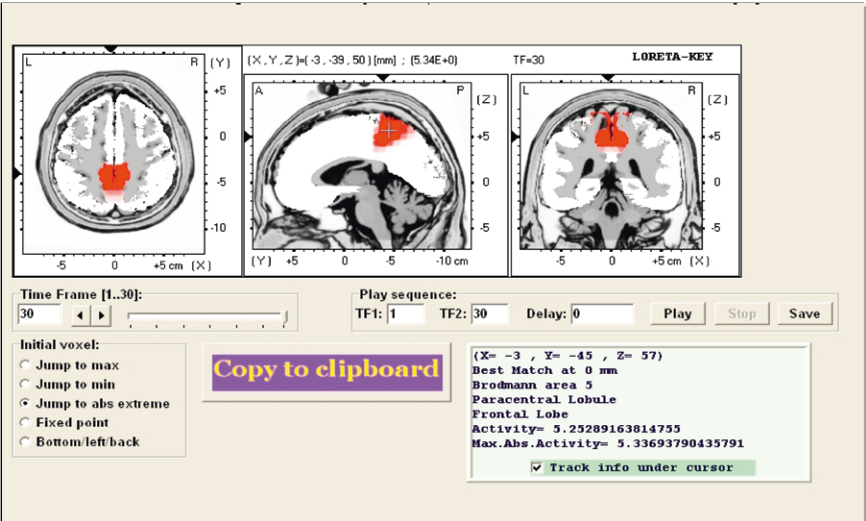 L R (Y)
+5
0
-5
-10
-5 0 +5 cm (X)
(X,Y,Z)=(-3,-39,50)[mm] ; (5.34E+0) TF=30 LORETA-KEY
A P (Z)
+5
0
-5
(Y) +5 0 -5 -10 cm
L R (Z)
+5
0
-5
-5 0 +5 cm (X)
Time Frame [1..30]:
30
Play sequence:
TF1: 1 TF2: 30 Delay: 0 Play Stop Save
Initial voxel:
Jump to max
Jump to min
Jump to abs extreme
Fixed point
Bottom/left/back
Copy to clipboard
(X= -3 , Y= -45 , Z= 57)
Best Match at 0 mm
Brodmann area 5
Paracentral Lobule
Frontal Lobe
Activity= 5.25289163814755
Max.Abs.Activity= 5.33693790435791
Track info under cursor